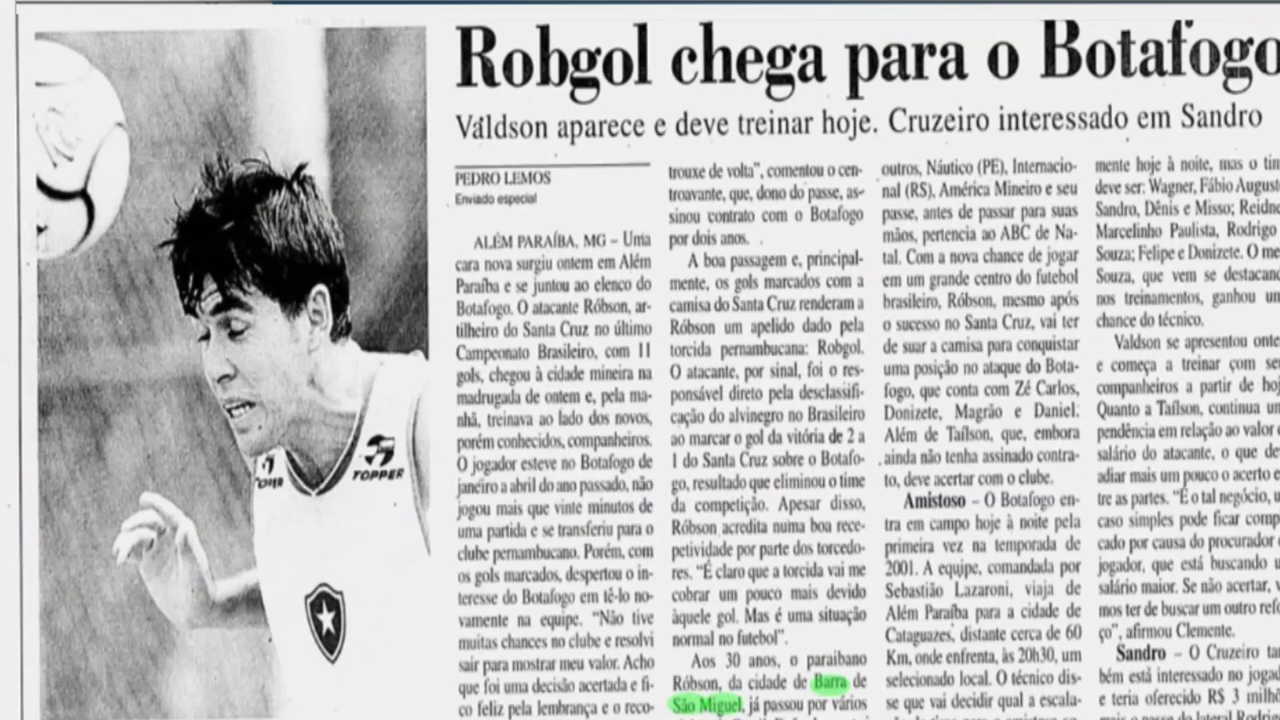 Robgol chega para o Botafogo
Váldson aparece e deve treinar hoje. Cruzeiro interessado em Sandro
PEDRO LEMOS
Enviado especial
ALÉM PARAÍBA, MG – Uma
cara nova surgiu ontem em Além
Paraíba e se juntou ao elenco do
Botafogo. O atacante Róbson, ar-
tilheiro do Santa Cruz no último
Campeonato Brasileiro, com 11
gols, chegou à cidade mineira na
madrugada de ontem e, pela ma-
nhã, treinava ao lado dos novos,
porém conhecidos, companheiros.
O jogador esteve no Botafogo de
janeiro a abril do ano passado, não
jogou mais que vinte minutos de
uma partida e se transferiu para o
clube pernambucano. Porém, com
os gols marcados, despertou o in-
teresse do Botafogo em tê-lo no-
vamente na equipe. “Não tive
muitas chances no clube e resolvi
sair para mostrar meu valor. Acho
que foi uma decisão acertada e fi-
co feliz pela lembrança e o reco-
trouxe de volta”, comentou o cen-
troavante, que, dono do passe, as-
sinou contrato com o Botafogo
por dois anos.
A boa passagem e, principal-
mente, os gols marcados com a
camisa do Santa Cruz renderam a
Róbson um apelido dado pela
torcida pernambucana: Robgol.
O atacante, por sinal, foi o res-
ponsável direto pela desclassifi-
cação do alvinegro no Brasileiro
ao marcar o gol da vitória de 2 a
1 do Santa Cruz sobre o Botafo-
go, resultado que eliminou o time
da competição. Apesar disso,
Róbson acredita numa boa rece-
petividade por parte dos torcedo-
res. “É claro que a torcida vai me
cobrar um pouco mais devido
àquele gol. Mas é uma situação
normal no futebol”.
Aos 30 anos, o paraibano
Róbson, da cidade de Barra de
São Miguel, já passou por vários
outros, Náutico (PE), Internacio-
nal (RS), América Mineiro e seu
passe, antes de passar para suas
mãos, pertencia ao ABC de Na-
tal. Com a nova chance de jogar
em um grande centro do futebol
brasileiro, Róbson, mesmo após
o sucesso no Santa Cruz, vai ter
de suar a camisa para conquistar
uma posição no ataque do Bota-
fogo, que conta com Zé Carlos,
Donizete, Magrão e Daniel.
Além de Taílson, que, embora
ainda não tenha assinado contra-
to, deve acertar com o clube.
Amistoso – O Botafogo en-
tra em campo hoje à noite pela
primeira vez na temporada de
2001. A equipe, comandada por
Sebastião Lazaroni, viaja de
Além Paraíba para a cidade de
Cataguazes, distante cerca de 60
Km, onde enfrenta, às 20h30, um
selecionado local. O técnico dis-
se que vai decidir qual a escala-
mente hoje à noite, mas o tim
deve ser: Wagner, Fábio August
Sandro, Dênis e Misso; Reidne
Marcelinho Paulista, Rodrigo
Souza; Felipe e Donizete. O me
Souza, que vem se destacand
nos treinamentos, ganhou um
chance do técnico.
Valdson se apresentou onte
e começa a treinar com se
companheiros a partir de hoj
Quanto a Taílson, continua um
pendência em relação ao valor
salário do atacante, o que de
adiar mais um pouco o acerto e
tre as partes. “É o tal negócio, u
caso simples pode ficar comp
cado por causa do procurador
jogador, que está buscando u
salário maior. Se não acertar,
mos ter de buscar um outro refo
ço”, afirmou Clemente.
Sandro – O Cruzeiro tam
bém está interessado no jogad
e teria oferecido R$ 3 milhõ
TOPPER